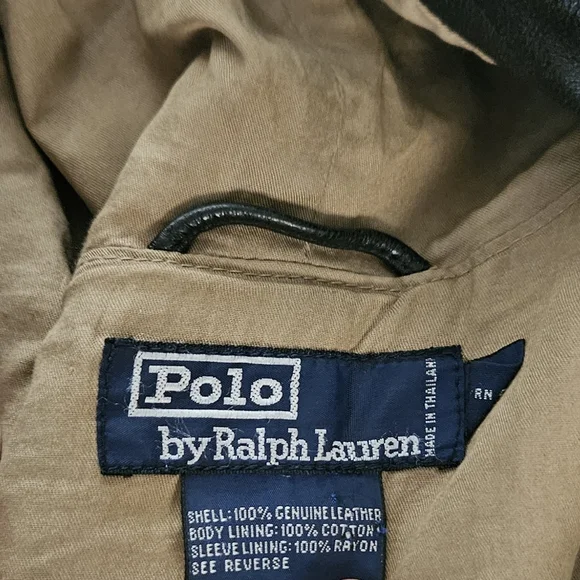 Polo
by Ralph Lauren
MADE IN THAILAND
RN
SHELL: 100% GENUINE LEATHER
BODY LINING: 100% COTTON
SLEEVE LINING: 100% RAYON
SEE REVERSE